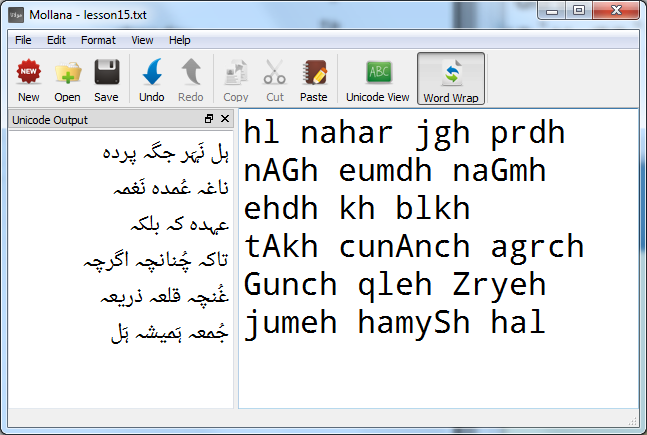 Mollana - lesson15.txt
File Edit Format View Help
New Open Save Undo Redo Copy Cut Paste Unicode View Word Wrap
NEW ABC
Unicode Output
ہل نَہَر جگہ پردہ
ناغہ عُمدہ نَغمہ
عہدہ کہ بلکہ
تاکہ چُنانچہ اگرچہ
غُنچہ قلعہ ذریعہ
جُمعہ ہَمیشہ ہَل
hl nahar jgh prdh
nAGh eumdh naGmh
ehdh kh blkh
tAkh cunAnch agrch
Gunch qleh Zryeh
jumeh hamySh hal